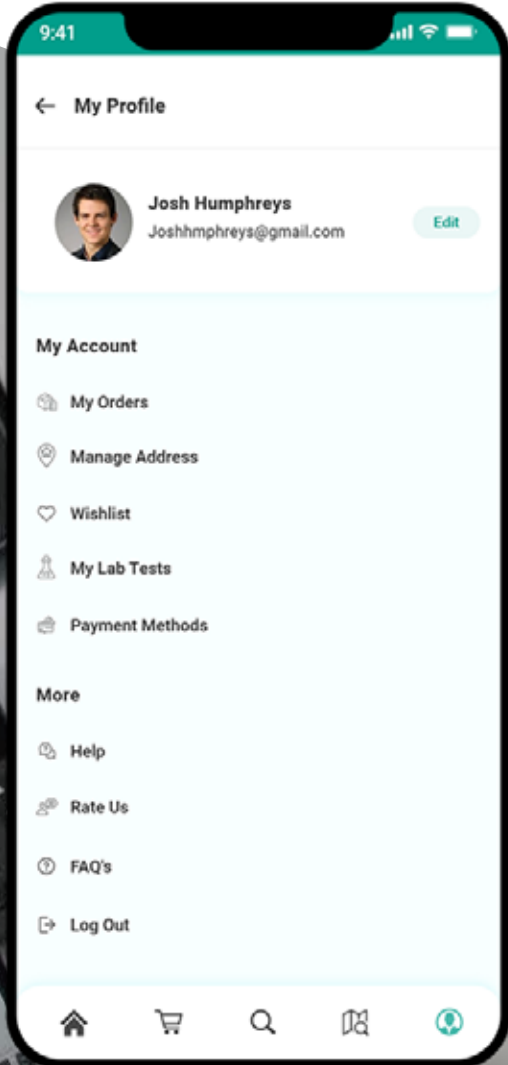 9:41
My Profile
Josh Humphreys
Joshhmphreys@gmail.com
Edit
My Account
My Orders
Manage Address
Wishlist
My Lab Tests
Payment Methods
More
Help
Rate Us
FAQ's
Log Out